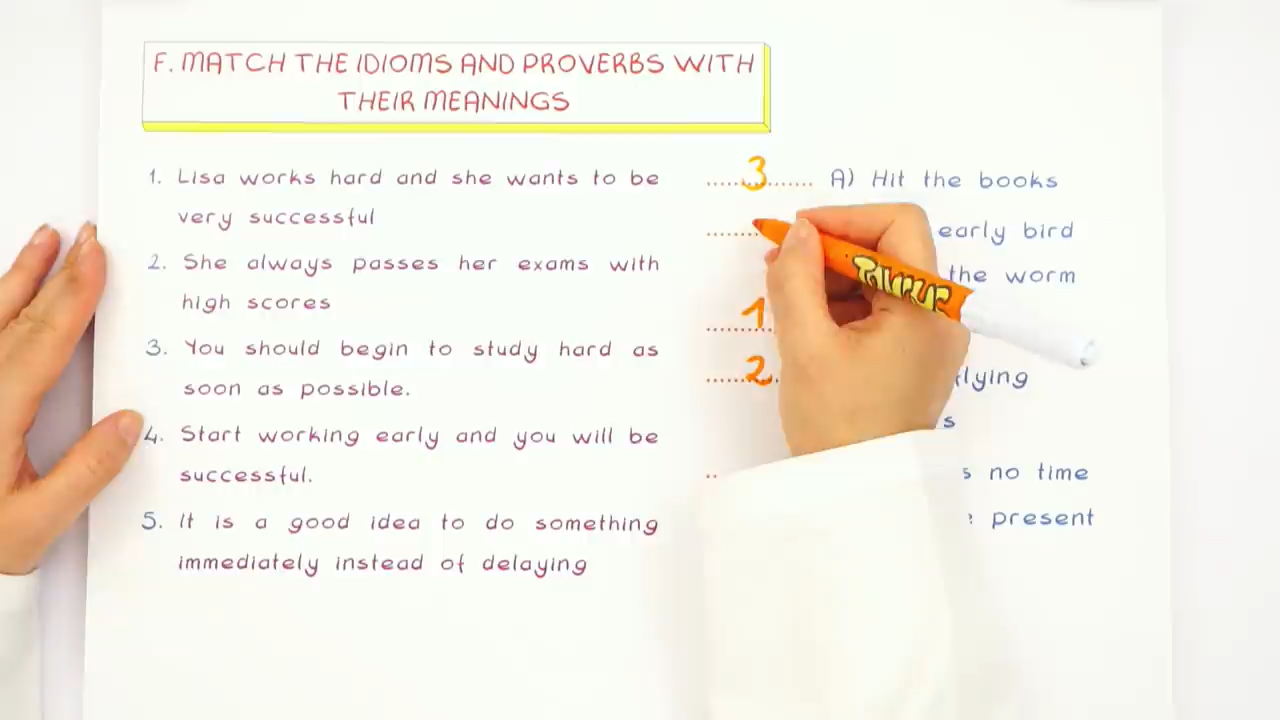 F. MATCH THE IDIOMS AND PROVERBS WITH
THEIR MEANINGS
1. Lisa works hard and she wants to be
very successful
2. She always passes her exams with
high scores
3. You should begin to study hard as
soon as possible.
4. Start working early and you will be
successful.
5. It is a good idea to do something
immediately instead of delaying
......3...... A) Hit the books
early bird
the worm
1
2
flying
no time
present